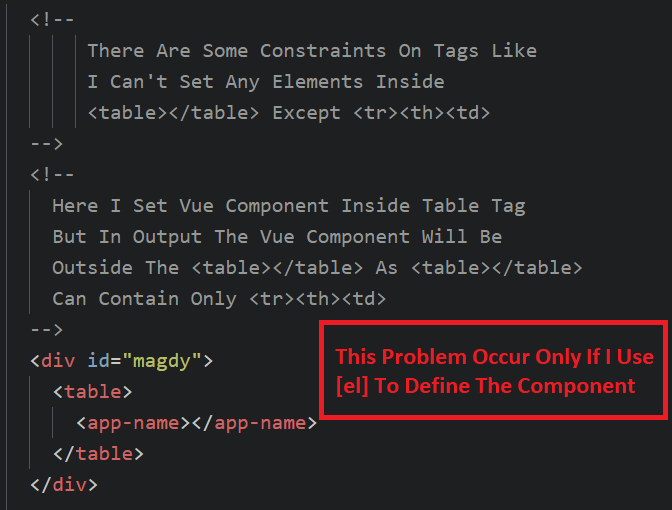 <!--
There Are Some Constraints On Tags Like
I Can't Set Any Elements Inside
<table></table> Except <tr><th><td>
-->
<!--
Here I Set Vue Component Inside Table Tag
But In Output The Vue Component Will Be
Outside The <table></table> As <table></table>
Can Contain Only <tr><th><td>
-->
<div id="magdy">
<table>
<app-name></app-name>
</table>
</div>
This Problem Occur Only If I Use
[el] To Define The Component